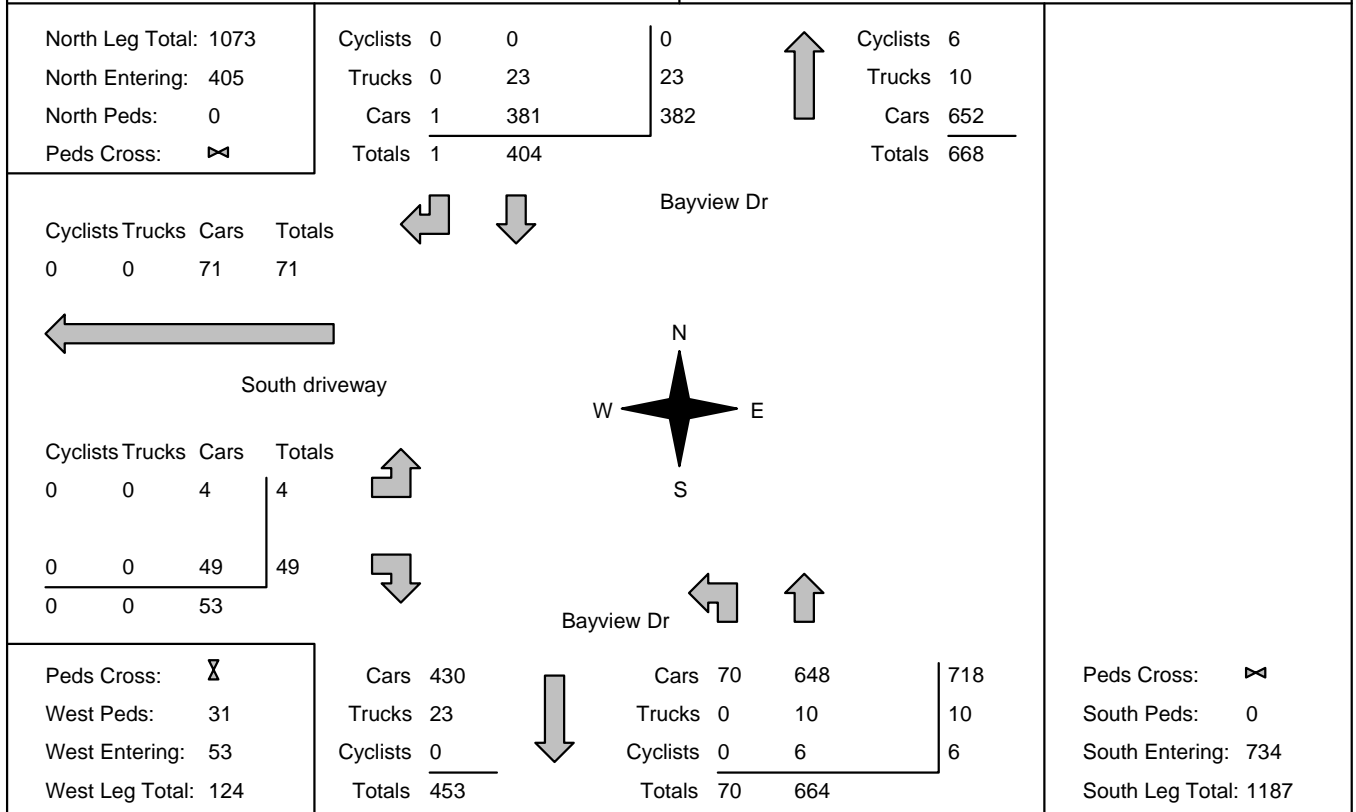 North Leg Total: 1073
North Entering: 405
North Peds: 0
Peds Cross:
Cyclists 0 0 0
Trucks 0 23 23
Cars 1 381 382
Totals 1 404
Cyclists 6
Trucks 10
Cars 652
Totals 668
Bayview Dr
Cyclists Trucks Cars Totals
0 0 71 71
South driveway
N
W E
S
Cyclists Trucks Cars Totals
0 0 4 4
0 0 49 49
0 0 53
Bayview Dr
Peds Cross:
West Peds: 31
West Entering: 53
West Leg Total: 124
Cars 430
Trucks 23
Cyclists 0
Totals 453
Cars 70 648 718
Trucks 0 10 10
Cyclists 0 6 6
Totals 70 664
Peds Cross:
South Peds: 0
South Entering: 734
South Leg Total: 1187